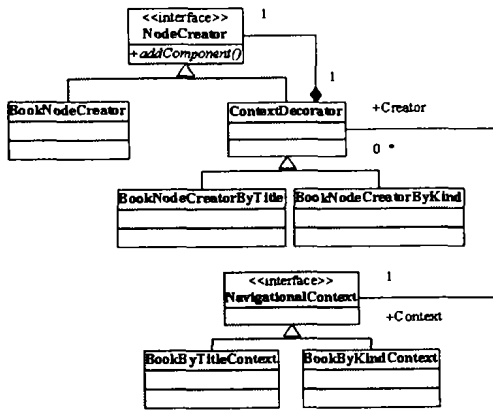 <<interface>>
NodeCreator
+addComponent()
1
1
BookNodeCreator
ContextDecorator
+Creator
0 *
BookNodeCreatorByTitle
BookNodeCreatorByKind
<<interface>>
NavigationalContext
1
+Context
BookByTitleContext
BookByKindContext